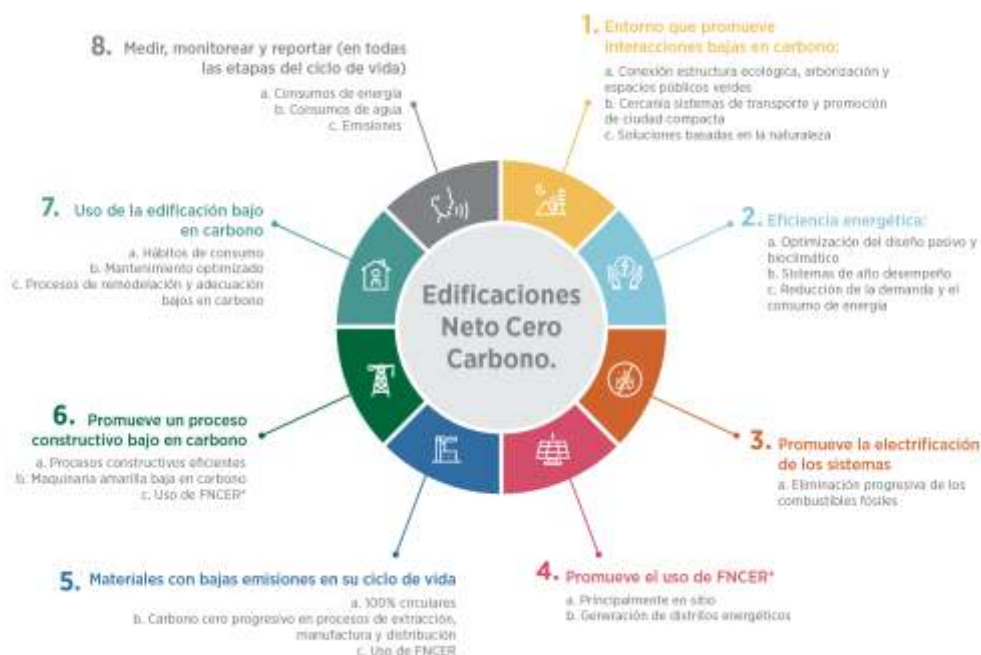 Edificaciones
Neto Cero
Carbono.
1. Entorno que promueve
interacciones bajas en carbono:
a. Conexión estructura ecológica, arborización y
espacios públicos verdes
b. Cercanía sistemas de transporte y promoción
de ciudad compacta
c. Soluciones basadas en la naturaleza
2. Eficiencia energética:
a. Optimización del diseño pasivo y
bioclimático
b. Sistemas de año desempeño
c. Reducción de la demanda y el
consumo de energía
3. Promueve la electrificación
de los sistemas
a. Eliminación progresiva de los
combustibles fósiles
4. Promueve el uso de FNCER*
a. Principalmente en sitio
b. Generación de distritos energéticos
5. Materiales con bajas emisiones en su ciclo de vida
a. 100% circulares
b. Carbono cero progresivo en procesos de extracción,
manufactura y distribución
c. Uso de FNCER
6. Promueve un proceso
constructivo bajo en carbono
a. Procesos constructivos eficientes
b. Maquinaria amarilla baja en carbono
c. Uso de FNCER*
7. Uso de la edificación bajo
en carbono
a. Hábitos de consumo
b. Mantenimiento optimizado
c. Procesos de remodelación y adecuación
bajos en carbono
8. Medir, monitorear y reportar (en todas
las etapas del ciclo de vida)
a. Consumos de energía
b. Consumos de agua
c. Emisiones